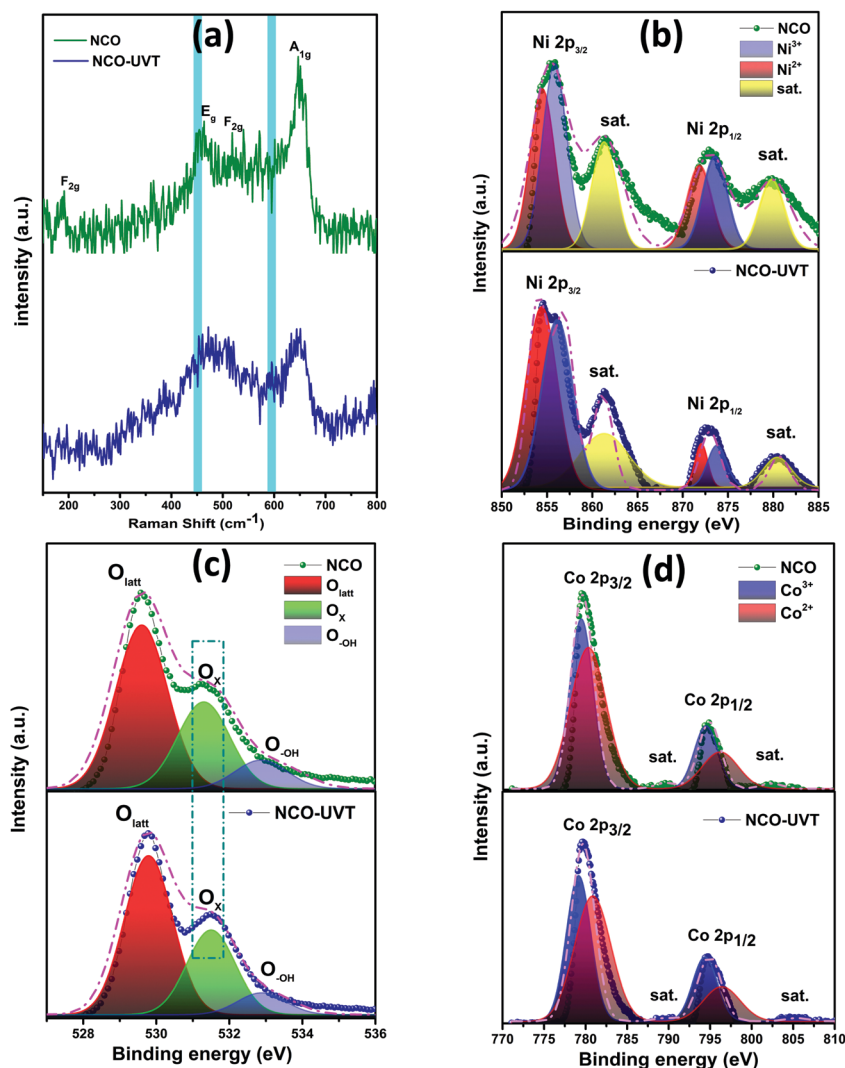 (a)
NCO
NCO-UVT
A1g
Eg
F2g
F2g
intensity (a.u.)
200 300 400 500 600 700 800
Raman Shift (cm-1)
(b)
NCO
Ni3+
Ni2+
sat.
Ni 2p3/2
sat.
Ni 2p1/2
sat.
NCO-UVT
Ni 2p3/2
sat.
Ni 2p1/2
sat.
Intensity (a.u.)
850 855 860 865 870 875 880 885
Binding energy (eV)
(c)
NCO
Olatt
OX
O-OH
Olatt
OX
O-OH
NCO-UVT
Olatt
OX
O-OH
Intensity (a.u.)
528 530 532 534 536
Binding energy (eV)
(d)
NCO
Co3+
Co2+
Co 2p3/2
Co 2p1/2
sat.
sat.
NCO-UVT
Co 2p3/2
Co 2p1/2
sat.
sat.
Intensity (a.u.)
770 775 780 785 790 795 800 805 810
Binding energy (eV)